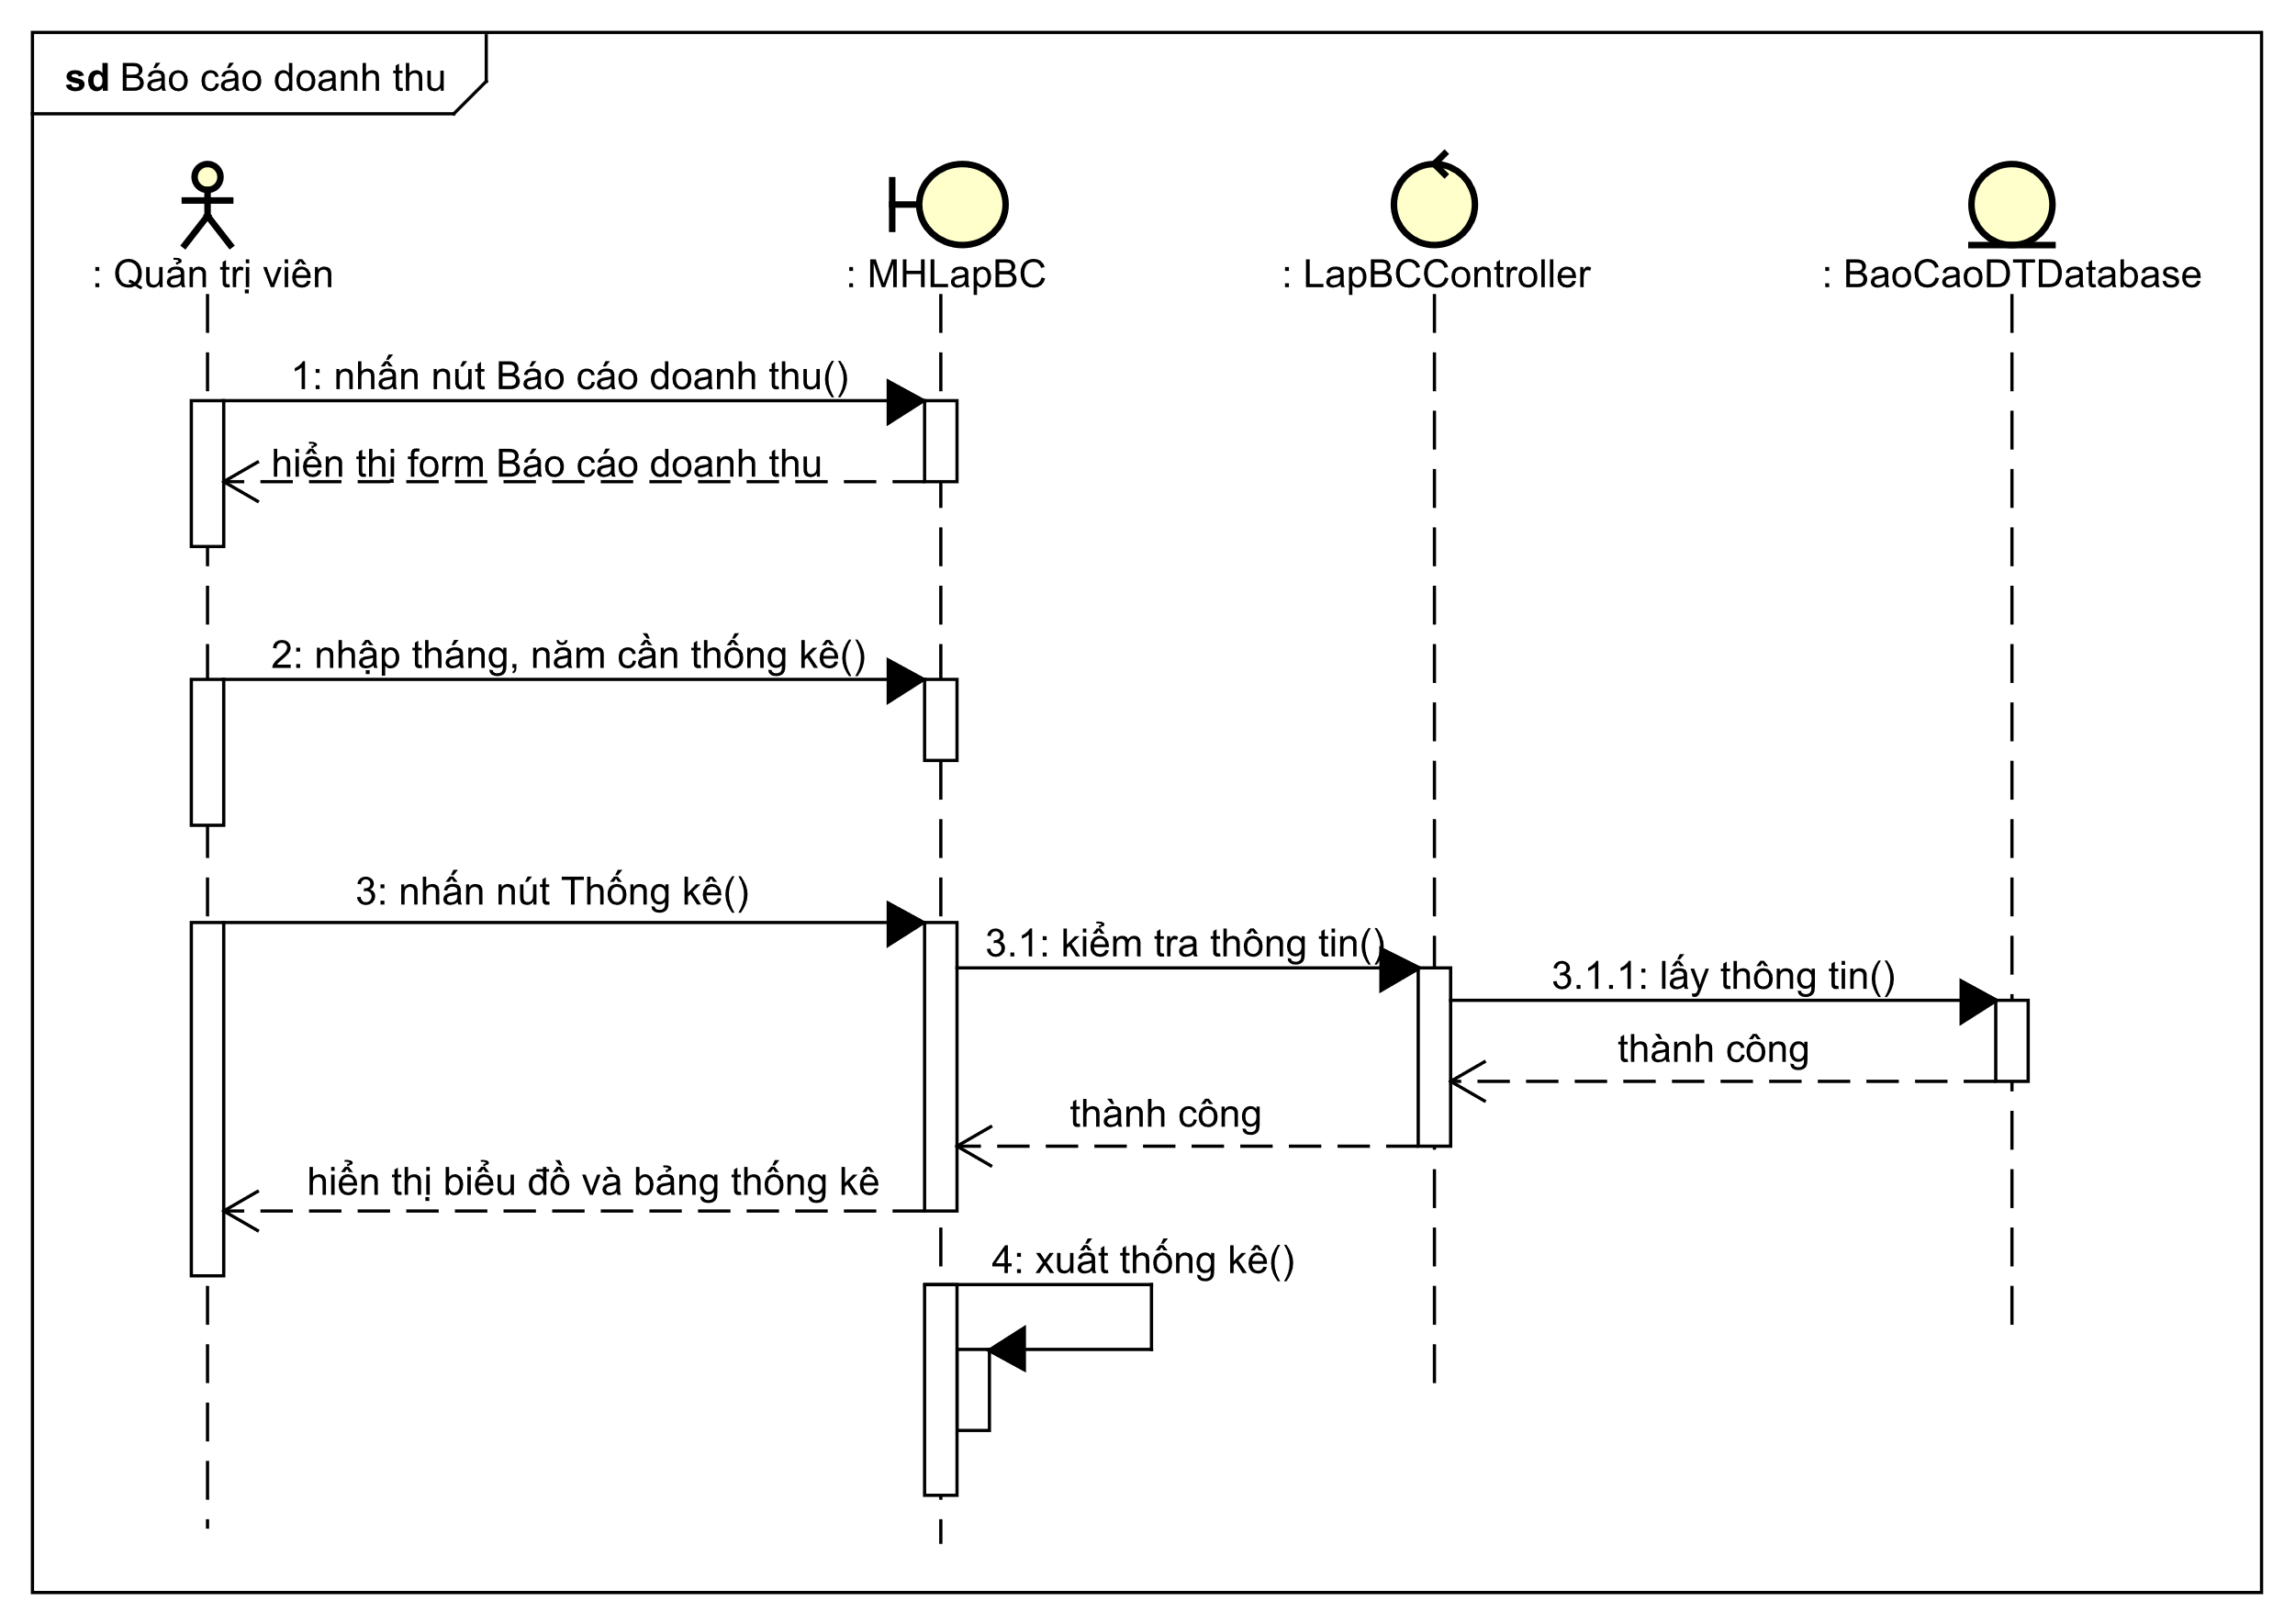 sd Báo cáo doanh thu
: Quản trị viên
: MHLapBC
: LapBCController
: BaoCaoDTDatabase
1: nhấn nút Báo cáo doanh thu()
hiển thị form Báo cáo doanh thu
2: nhập tháng, năm cần thống kê()
3: nhấn nút Thống kê()
3.1: kiểm tra thông tin()
3.1.1: lấy thông tin()
thành công
thành công
hiển thị biểu đồ và bảng thống kê
4: xuất thống kê()